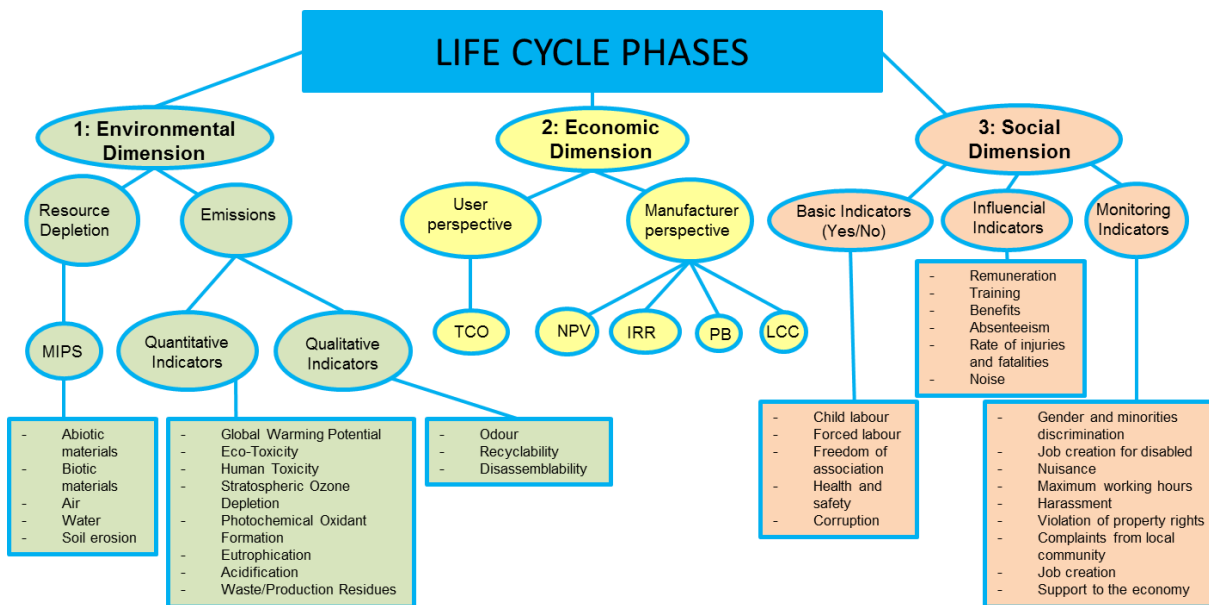 LIFE CYCLE PHASES
1: Environmental
Dimension
2: Economic
Dimension
3: Social
Dimension
Resource
Depletion
Emissions
User
perspective
Manufacturer
perspective
Basic Indicators
(Yes/No)
Influencial
Indicators
Monitoring
Indicators
MIPS
Quantitative
Indicators
Qualitative
Indicators
TCO
NPV
IRR
PB
LCC
- Remuneration
- Training
- Benefits
- Absenteeism
- Rate of injuries
and fatalities
- Noise
- Abiotic
materials
- Biotic
materials
- Air
- Water
- Soil erosion
- Global Warming Potential
- Eco-Toxicity
- Human Toxicity
- Stratospheric Ozone
Depletion
- Photochemical Oxidant
Formation
- Eutrophication
- Acidification
- Waste/Production Residues
- Odour
- Recyclability
- Disassemblability
- Child labour
- Forced labour
- Freedom of
association
- Health and
safety
- Corruption
- Gender and minorities
discrimination
- Job creation for disabled
- Nuisance
- Maximum working hours
- Harassment
- Violation of property rights
- Complaints from local
community
- Job creation
- Support to the economy